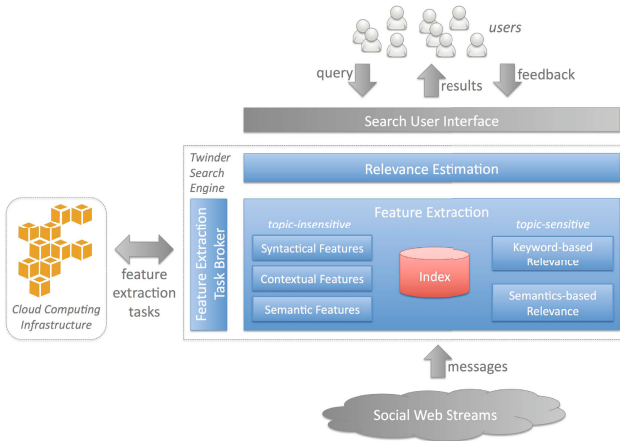 users
query
results
feedback
Search User Interface
Twinder
Search
Engine
Relevance Estimation
Feature Extraction
Task Broker
Feature Extraction
topic-insensitive
topic-sensitive
Syntactical Features
Contextual Features
Semantic Features
Index
Keyword-based
Relevance
Semantics-based
Relevance
Cloud Computing
Infrastructure
feature
extraction
tasks
messages
Social Web Streams